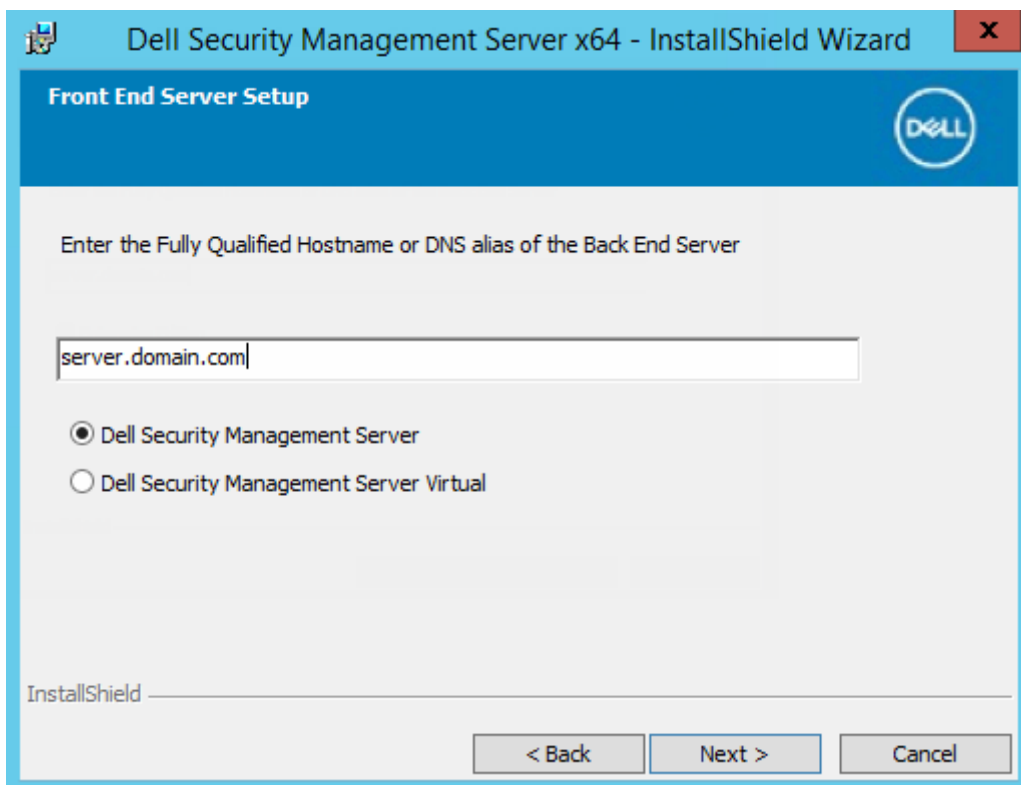 Dell Security Management Server x64 - InstallShield Wizard
x
Front End Server Setup
DELL
Enter the Fully Qualified Hostname or DNS alias of the Back End Server
server.domain.com
Dell Security Management Server
Dell Security Management Server Virtual
InstallShield
< Back
Next >
Cancel